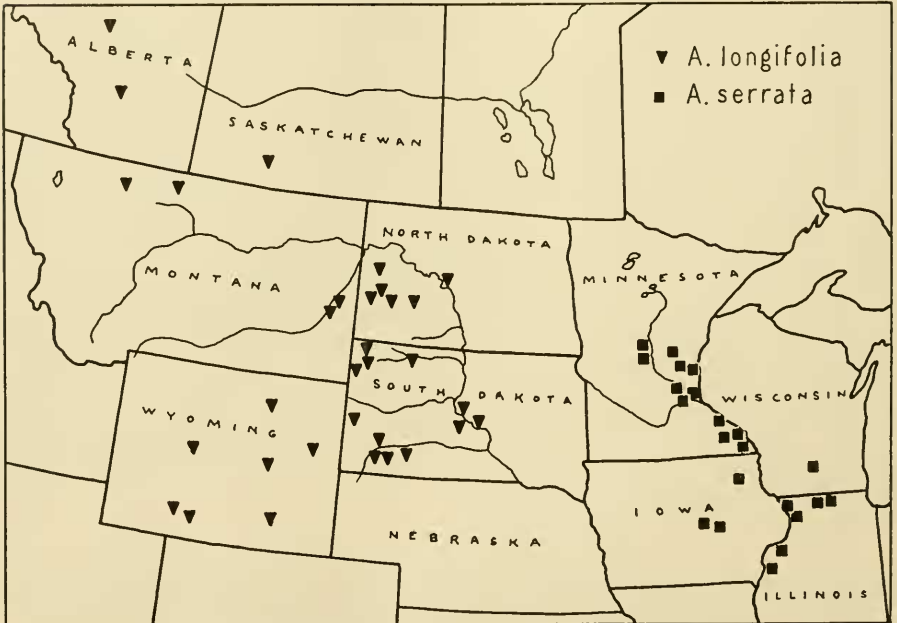 ALBERTA
A. longifolia
A. serrata
SASKATCHEWAN
NORTH DAKOTA
MONTANA
MINNESOTA
SOUTH DAKOTA
WISCONSIN
WYOMING
IOWA
NEBRASKA
ILLINOIS